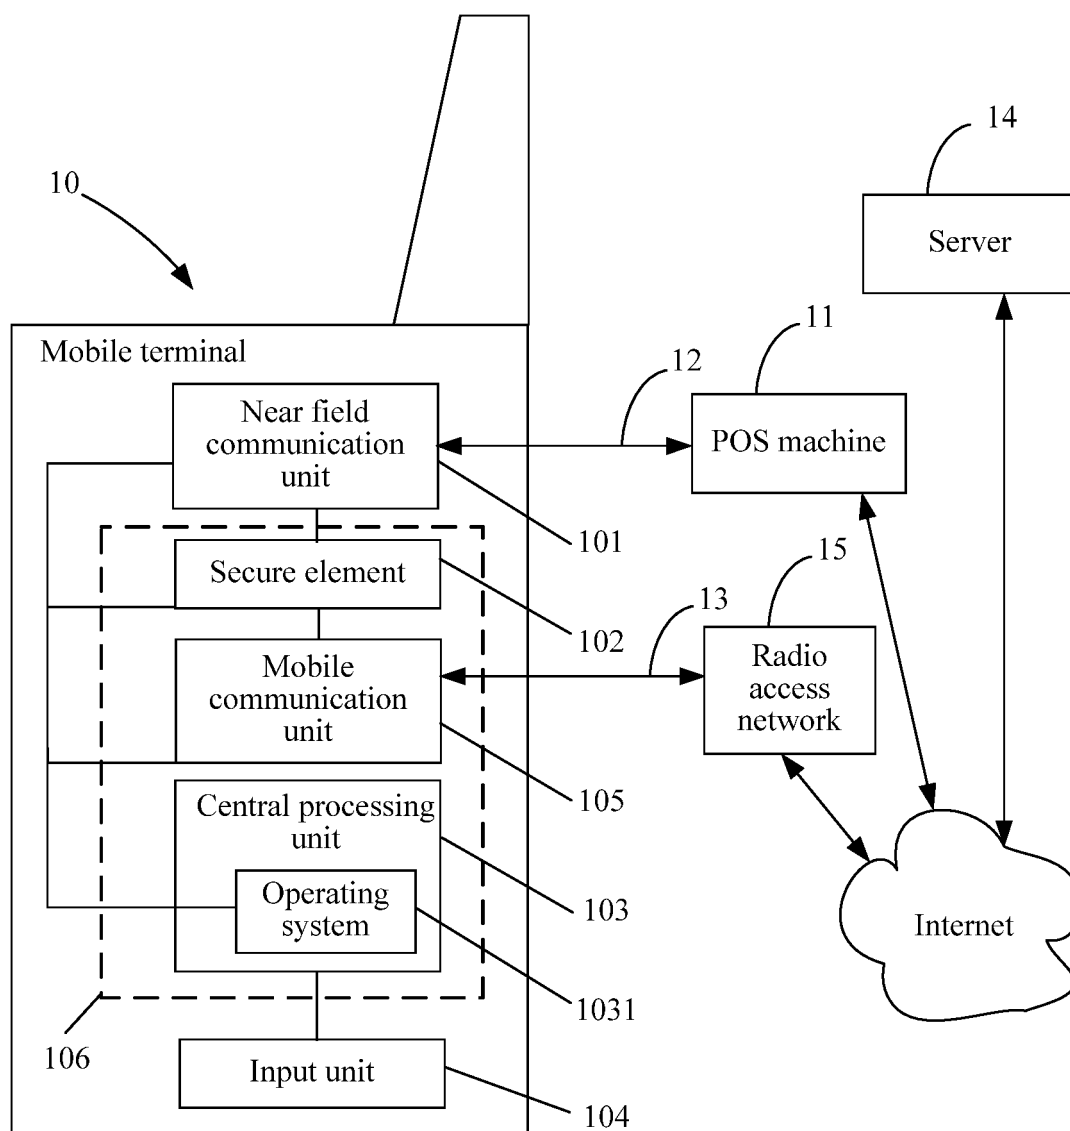 14
10
Server
11
Mobile terminal
12
Near field
communication
unit
POS machine
101
15
Secure element
13
102
Mobile
communication
unit
Radio
access
network
105
Central processing
unit
Operating
system
103
Internet
1031
106
Input unit
104